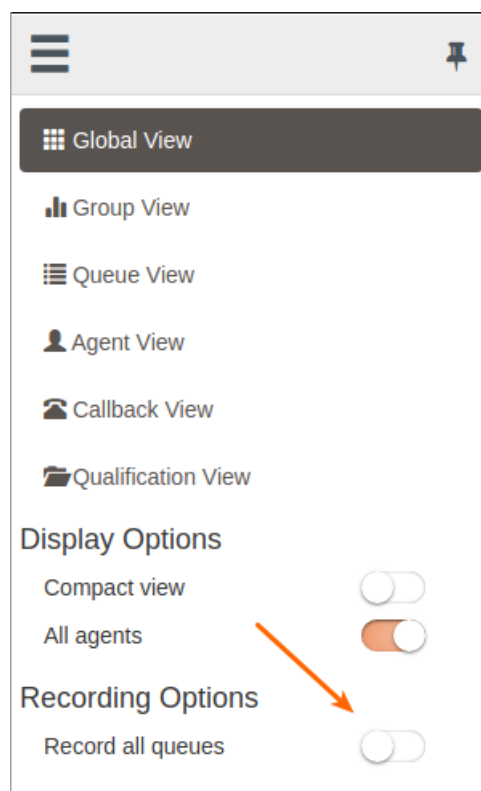 Global View
Group View
Queue View
Agent View
Callback View
Qualification View
Display Options
Compact view
All agents
Recording Options
Record all queues